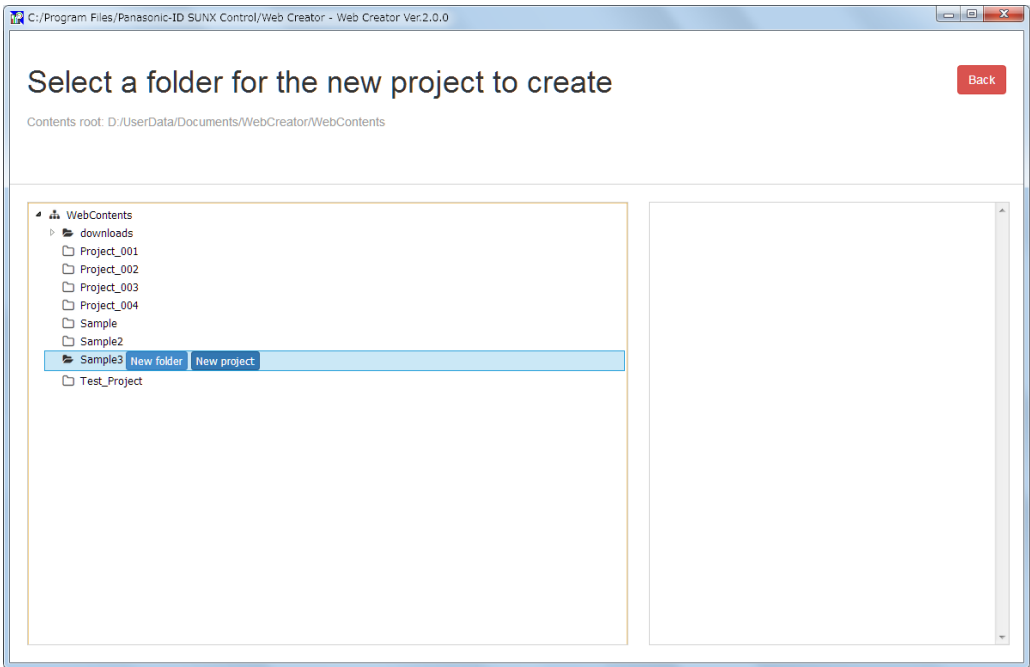 C:/Program Files/Panasonic-ID SUNX Control/Web Creator - Web Creator Ver.2.0.0
Select a folder for the new project to create
Back
Contents root: D:/UserData/Documents/WebCreator/WebContents
WebContents
downloads
Project_001
Project_002
Project_003
Project_004
Sample
Sample2
Sample3 New folder New project
Test_Project